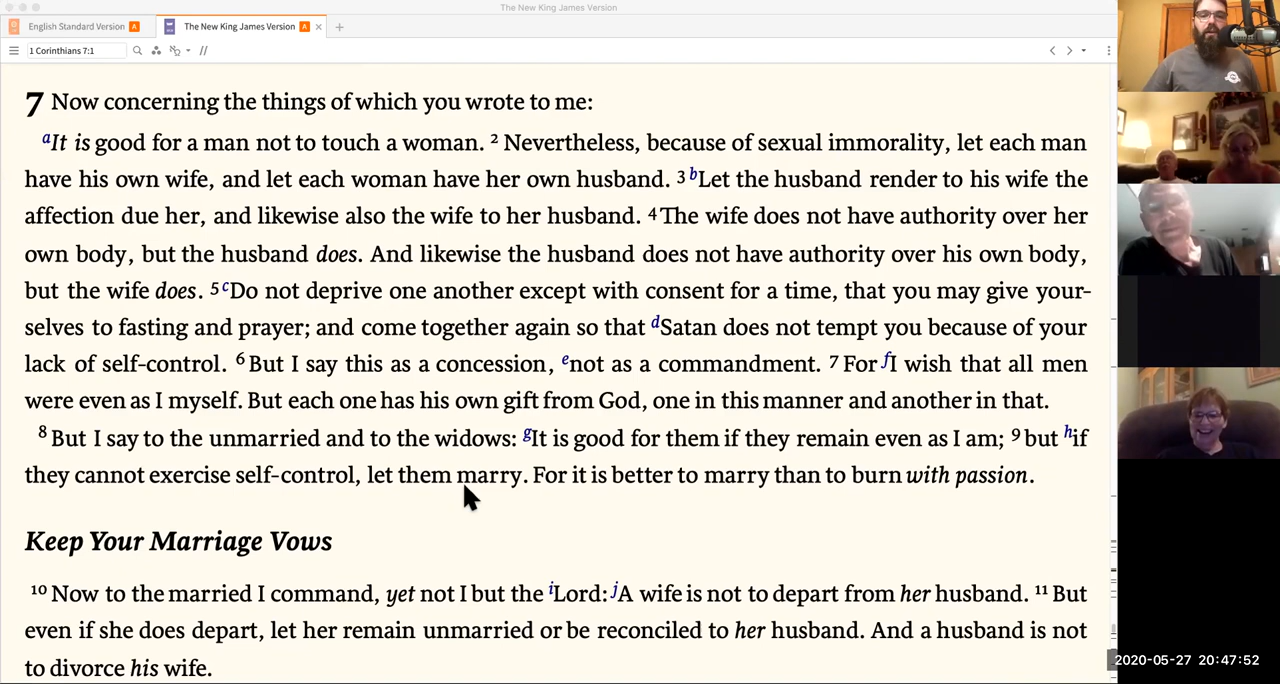 The New King James Version
English Standard Version A
The New King James Version A
1 Corinthians 7:1
7 Now concerning the things of which you wrote to me:
aIt is good for a man not to touch a woman. 2 Nevertheless, because of sexual immorality, let each man
have his own wife, and let each woman have her own husband. 3 bLet the husband render to his wife the
affection due her, and likewise also the wife to her husband. 4 The wife does not have authority over her
own body, but the husband does. And likewise the husband does not have authority over his own body,
but the wife does. 5 cDo not deprive one another except with consent for a time, that you may give your-
selves to fasting and prayer; and come together again so that dSatan does not tempt you because of your
lack of self-control. 6 But I say this as a concession, enot as a commandment. 7 For fI wish that all men
were even as I myself. But each one has his own gift from God, one in this manner and another in that.
8 But I say to the unmarried and to the widows: gIt is good for them if they remain even as I am; 9 but hif
they cannot exercise self-control, let them marry. For it is better to marry than to burn with passion.
Keep Your Marriage Vows
10 Now to the married I command, yet not I but the iLord: jA wife is not to depart from her husband. 11 But
even if she does depart, let her remain unmarried or be reconciled to her husband. And a husband is not
to divorce his wife.
2020-05-27 20:47:52